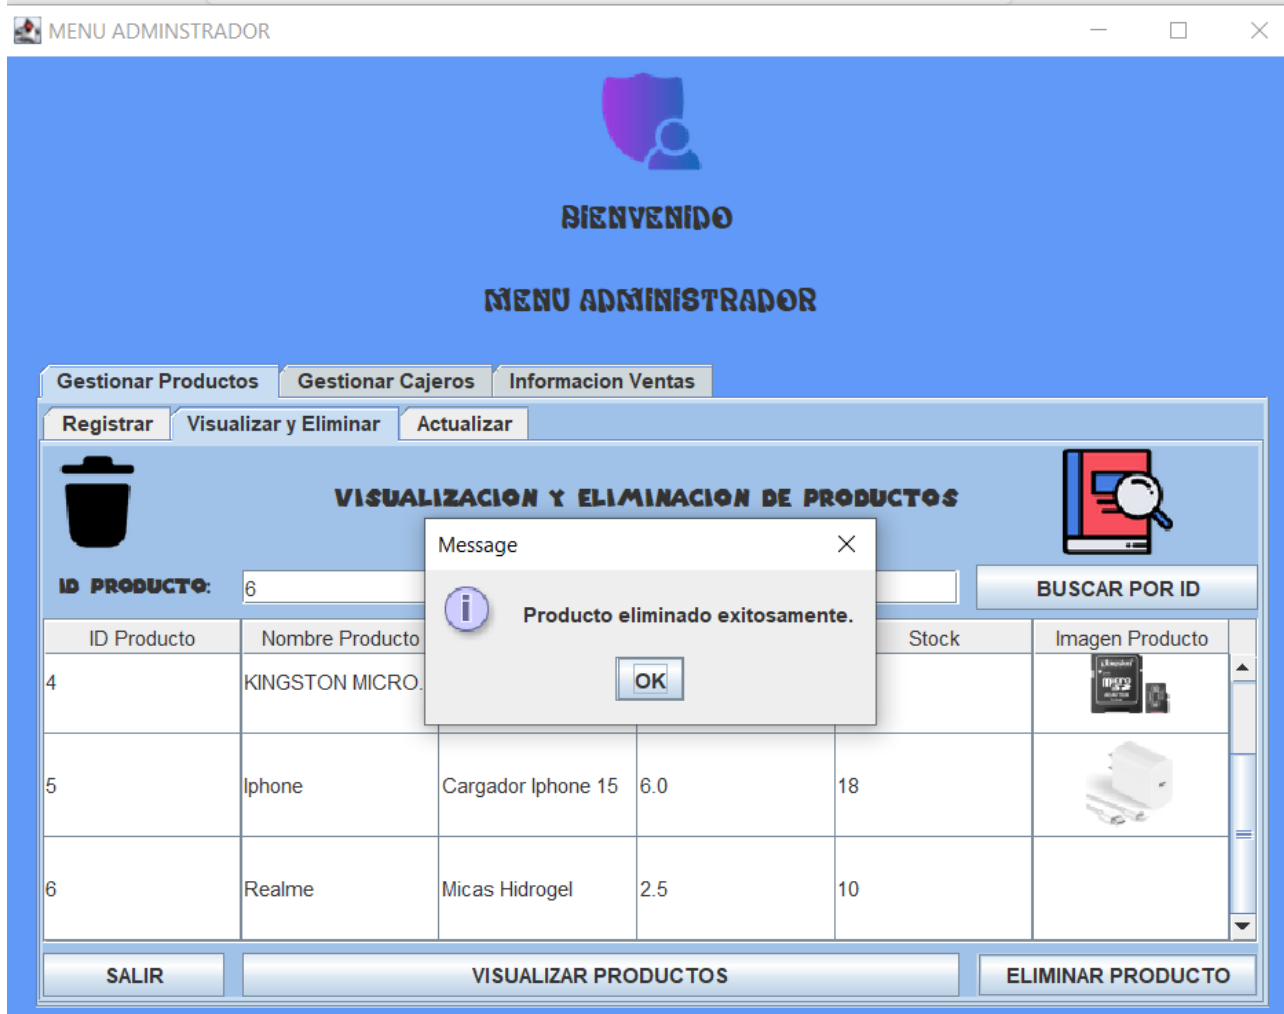 MENU ADMINSTRADOR
BIENVENIDO
MENU ADMINISTRADOR
Gestionar Productos Gestionar Cajeros Informacion Ventas
Registrar Visualizar y Eliminar Actualizar
VISUALIZACION Y ELIMINACION DE PRODUCTOS
Message
ID PRODUCTO: 6 BUSCAR POR ID
Producto eliminado exitosamente.
OK
ID Producto Nombre Producto Stock Imagen Producto
4 KINGSTON MICRO.
5 Iphone Cargador Iphone 15 6.0 18
6 Realme Micas Hidrogel 2.5 10
SALIR VISUALIZAR PRODUCTOS ELIMINAR PRODUCTO